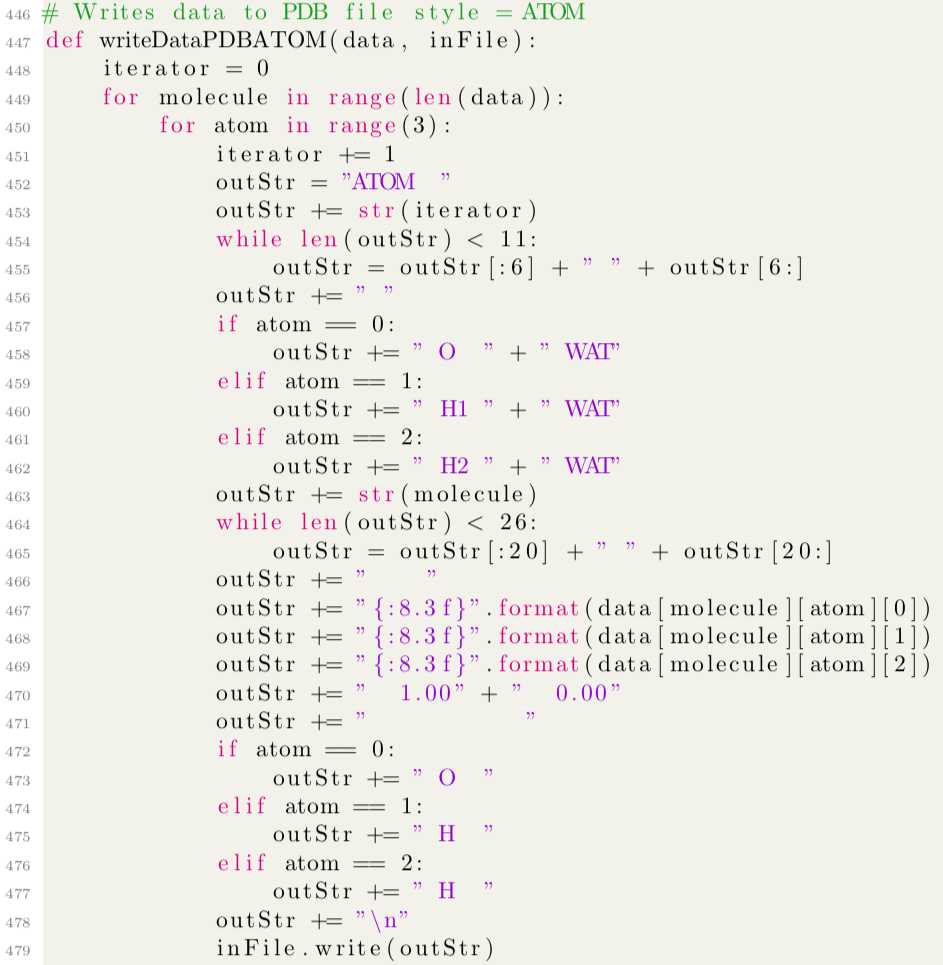 446 # Writes data to PDB file style = ATOM
447 def writeDataPDBATOM(data, inFile):
448     iterator = 0
449     for molecule in range(len(data)):
450         for atom in range(3):
451             iterator += 1
452             outStr = "ATOM  "
453             outStr += str(iterator)
454             while len(outStr) < 11:
455                 outStr = outStr[:6] + " " + outStr[6:]
456             outStr += " "
457             if atom == 0:
458                 outStr += " O  " + " WAT"
459             elif atom == 1:
460                 outStr += " H1 " + " WAT"
461             elif atom == 2:
462                 outStr += " H2 " + " WAT"
463             outStr += str(molecule)
464             while len(outStr) < 26:
465                 outStr = outStr[:20] + " " + outStr[20:]
466             outStr += "    "
467             outStr += "{:8.3f}".format(data[molecule][atom][0])
468             outStr += "{:8.3f}".format(data[molecule][atom][1])
469             outStr += "{:8.3f}".format(data[molecule][atom][2])
470             outStr += "  1.00" + "  0.00"
471             outStr += "          "
472             if atom == 0:
473                 outStr += " O  "
474             elif atom == 1:
475                 outStr += " H  "
476             elif atom == 2:
477                 outStr += " H  "
478             outStr += "\n"
479             inFile.write(outStr)